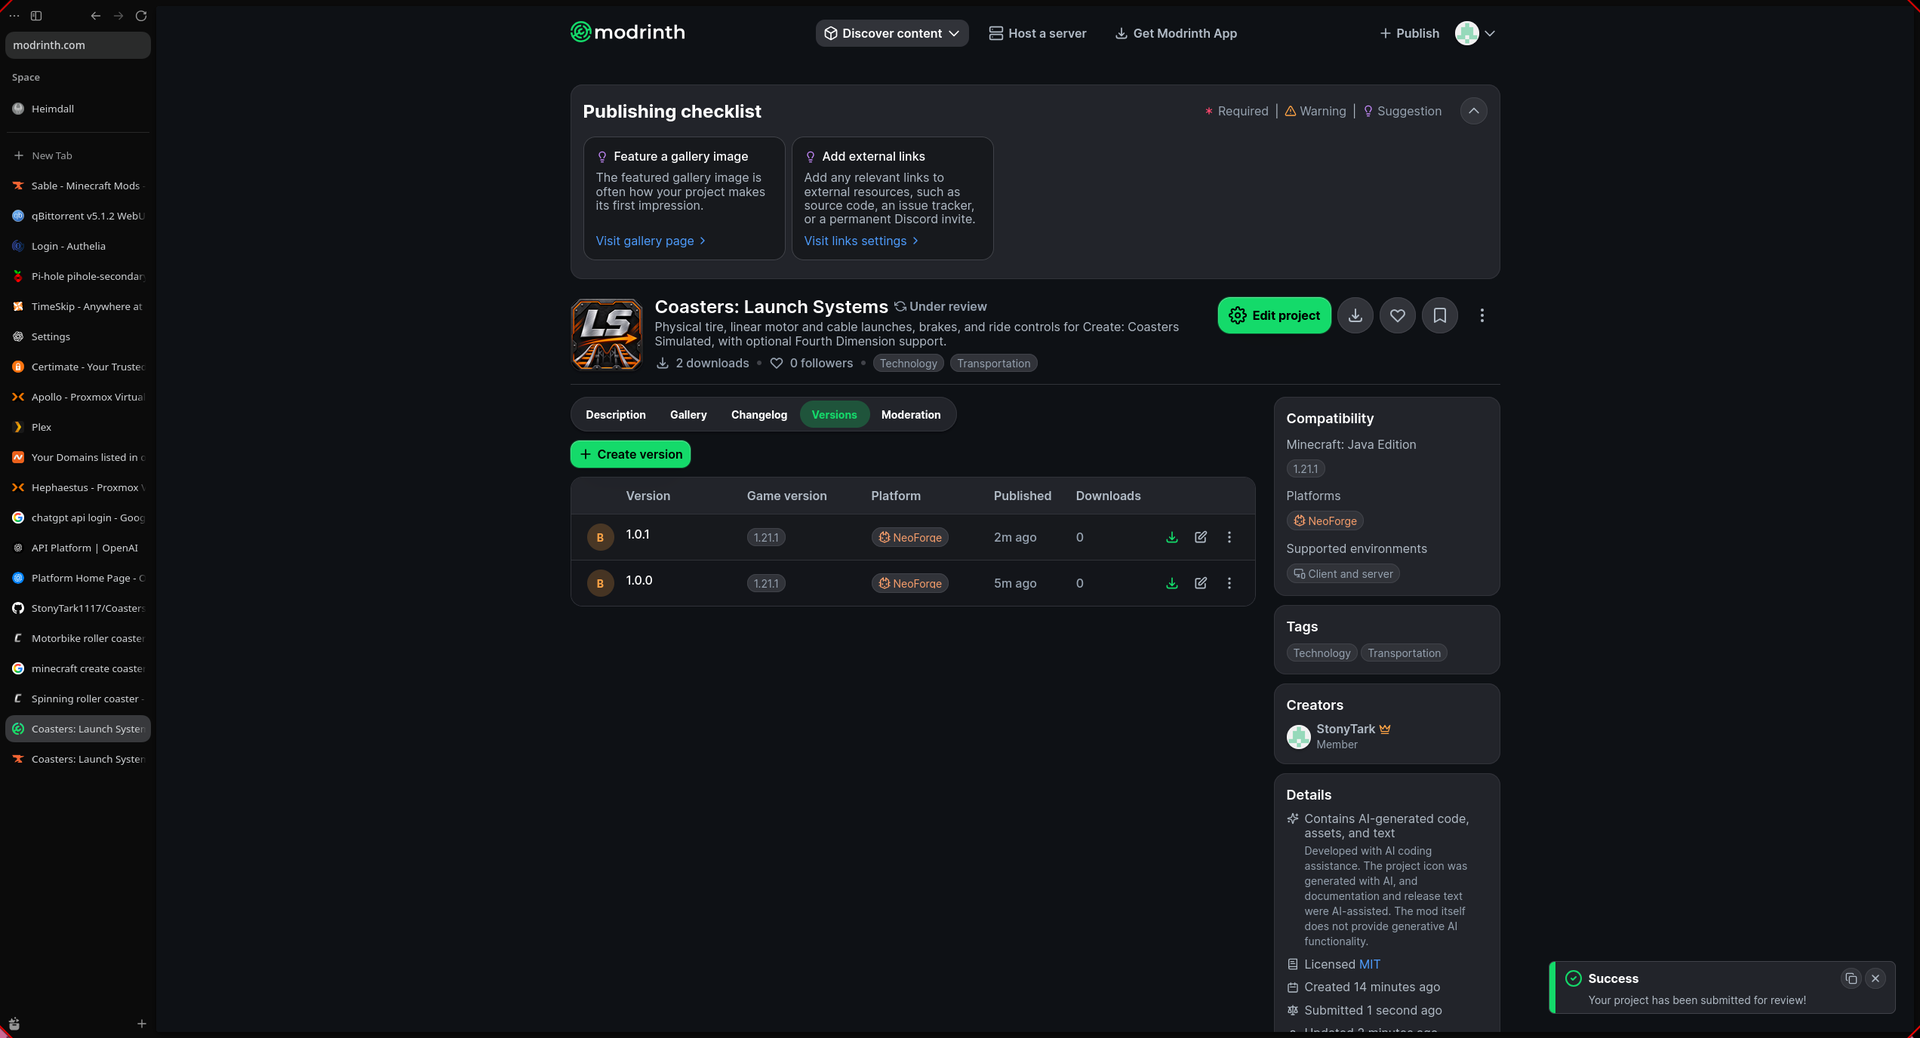 modrinth.com
Space
Heimdall
New Tab
Sable - Minecraft Mods -
qBittorrent v5.1.2 WebU
Login - Authelia
Pi-hole pihole-secondar
TimeSkip - Anywhere at
Settings
Certimate - Your Truste
Apollo - Proxmox Virtua
Plex
Your Domains listed in
Hephaestus - Proxmox
chatgpt api login - Goog
API Platform | OpenAI
Platform Home Page -
StonyTark1117/Coasters
Motorbike roller coaster
minecraft create coaste
Spinning roller coaster -
Coasters: Launch System
Coasters: Launch System
modrinth
Discover content
Host a server
Get Modrinth App
Publish
Publishing checklist
* Required | Warning | Suggestion
Feature a gallery image
The featured gallery image is
often how your project makes
its first impression.
Visit gallery page
Add external links
Add any relevant links to
external resources, such as
source code, an issue tracker,
or a permanent Discord invite.
Visit links settings
LS
Coasters: Launch Systems Under review
Physical tire, linear motor and cable launches, brakes, and ride controls for Create: Coasters
Simulated, with optional Fourth Dimension support.
2 downloads • 0 followers • Technology Transportation
Edit project
Description Gallery Changelog Versions Moderation
Create version
Version Game version Platform Published Downloads
B 1.0.1 1.21.1 NeoForge 2m ago 0
B 1.0.0 1.21.1 NeoForge 5m ago 0
Compatibility
Minecraft: Java Edition
1.21.1
Platforms
NeoForge
Supported environments
Client and server
Tags
Technology Transportation
Creators
StonyTark
Member
Details
Contains AI-generated code,
assets, and text
Developed with AI coding
assistance. The project icon was
generated with AI, and
documentation and release text
were AI-assisted. The mod itself
does not provide generative AI
functionality.
Licensed MIT
Created 14 minutes ago
Submitted 1 second ago
Updated 2 minutes ago
Success
Your project has been submitted for review!